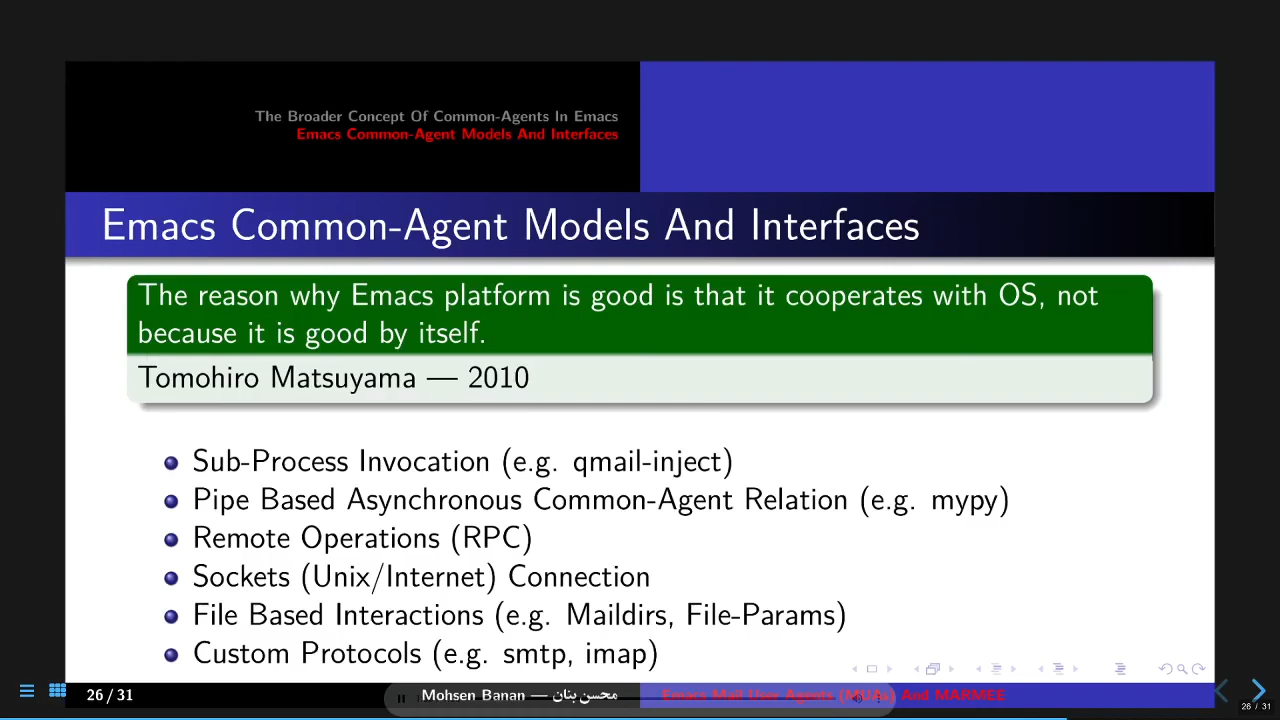 The Broader Concept Of Common-Agents In Emacs
Emacs Common-Agent Models And Interfaces
Emacs Common-Agent Models And Interfaces
The reason why Emacs platform is good is that it cooperates with OS, not
because it is good by itself.
Tomohiro Matsuyama — 2010
Sub-Process Invocation (e.g. qmail-inject)
Pipe Based Asynchronous Common-Agent Relation (e.g. mypy)
Remote Operations (RPC)
Sockets (Unix/Internet) Connection
File Based Interactions (e.g. Maildirs, File-Params)
Custom Protocols (e.g. smtp, imap)
26 / 31
Mohsen Banan — محسن بنان
Emacs Mail User Agents (MUAs) And MARMEE
26 / 31